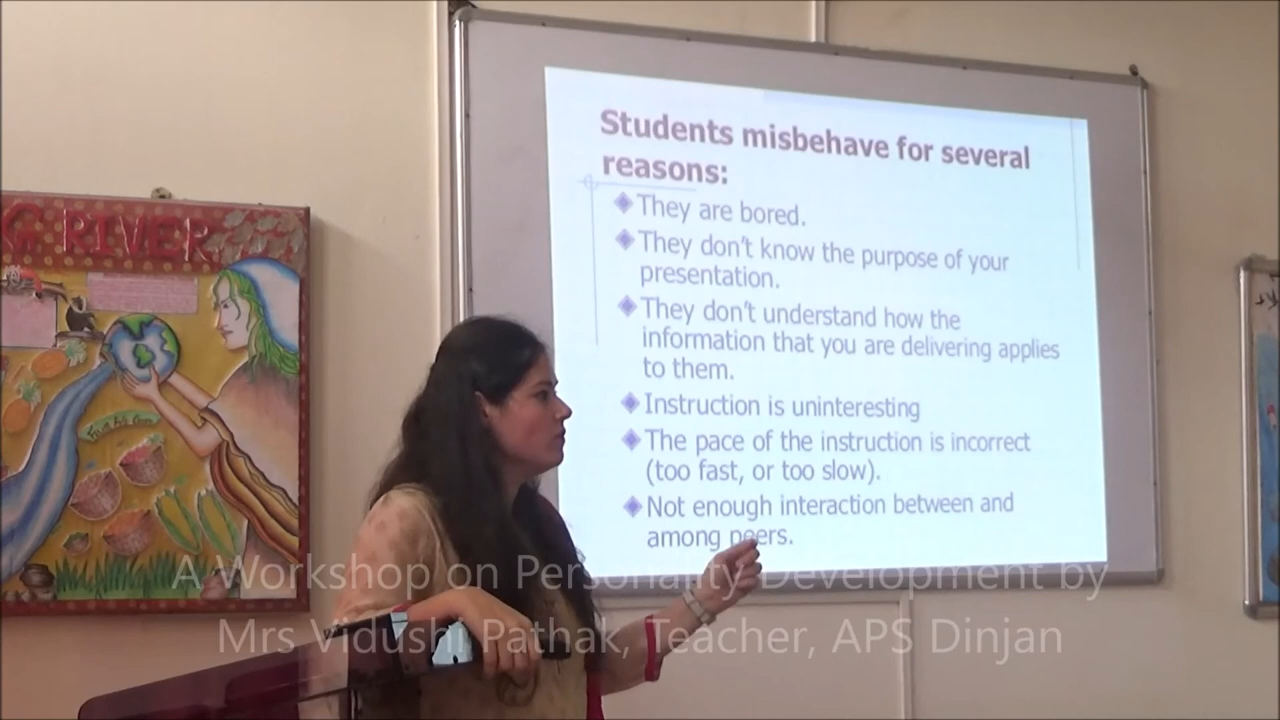 Students misbehave for several
reasons:
They are bored.
They don't know the purpose of your
presentation.
They don't understand how the
information that you are delivering applies
to them.
Instruction is uninteresting
The pace of the instruction is incorrect
(too fast, or too slow).
Not enough interaction between and
among peers.
G RIVER
A Workshop on Personality Development by
Mrs Vidushi Pathak, Teacher, APS Dinjan